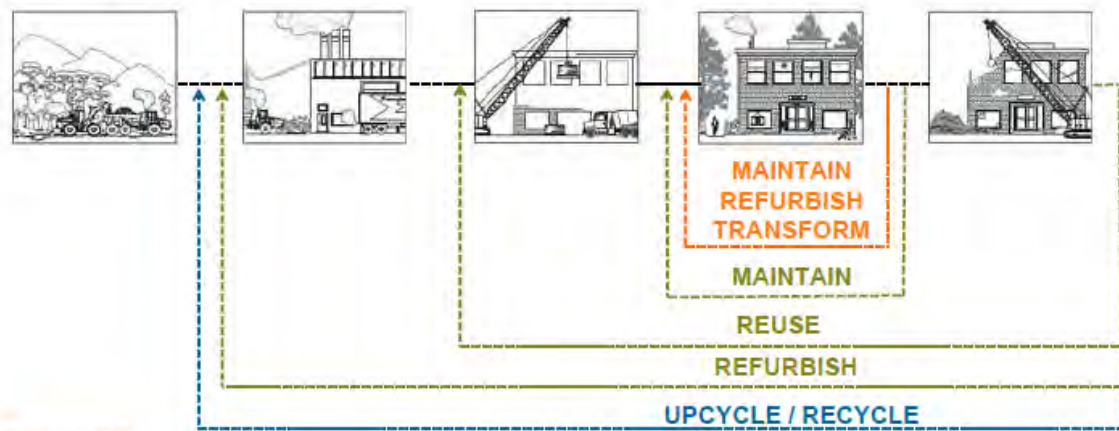 MAINTAIN
REFURBISH
TRANSFORM
MAINTAIN
REUSE
REFURBISH
UPCYCLE / RECYCLE